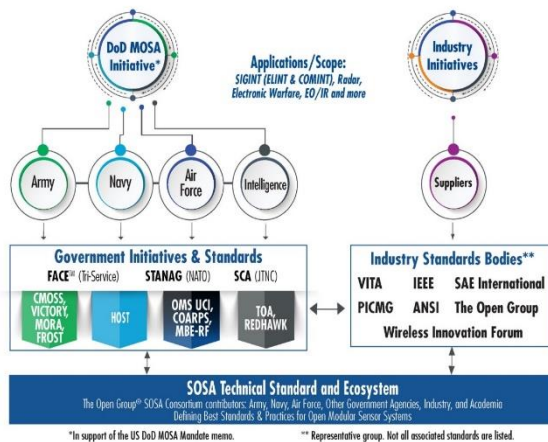 DoD MOSA
Initiative*
Applications/Scope:
SIGINT (ELINT & COMINT), Radar,
Electronic Warfare, EO/IR and more
Industry
Initiatives
Army
Navy
Air
Force
Intelligence
Suppliers
Government Initiatives & Standards
FACE™ (Tri-Service) STANAG (NATO) SCA (JTNC)
CMOSS,
VICTORY,
MORA,
FROST
HOST
OMS UCI,
COARPS,
MBE-RF
TOA,
REDHAWK
Industry Standards Bodies**
VITA IEEE SAE International
PICMG ANSI The Open Group
Wireless Innovation Forum
SOSA Technical Standard and Ecosystem
The Open Group® SOSA Consortium contributors: Army, Navy, Air Force, Other Government Agencies, Industry, and Academia
Defining Best Standards & Practices for Open Modular Sensor Systems
*In support of the US DoD MOSA Mandate memo.
** Representative group. Not all associated standards are listed.